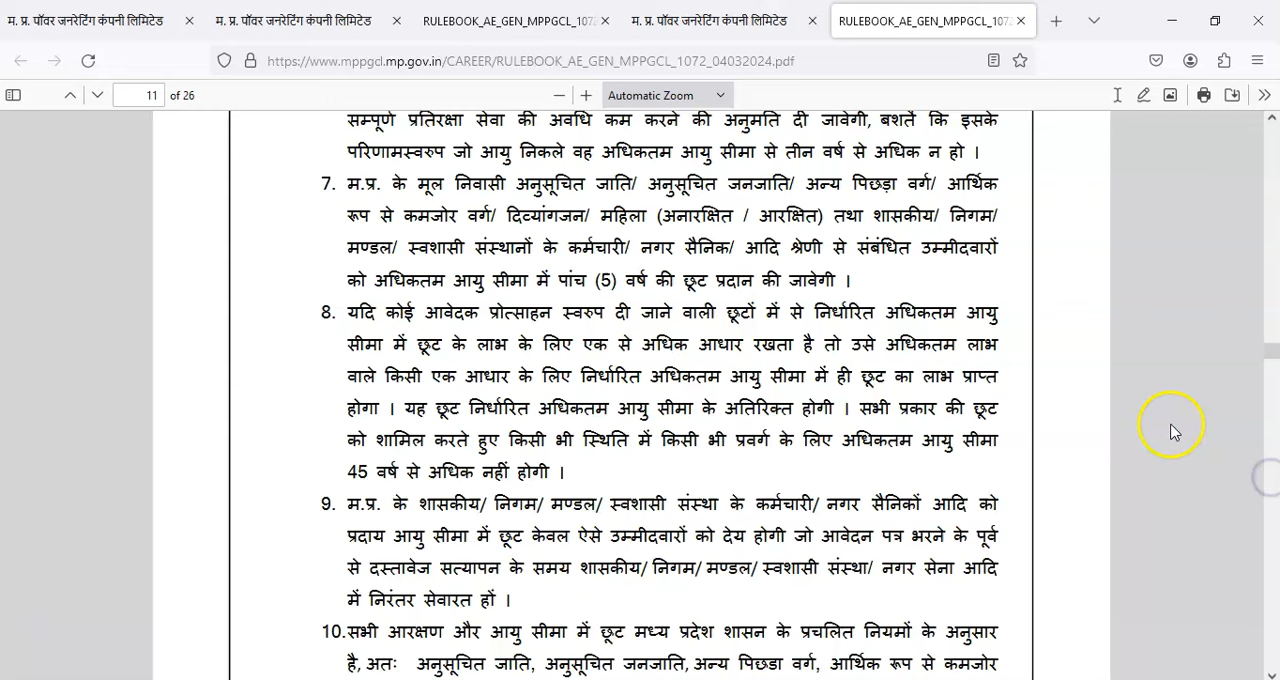 म. प्र. पॉवर जनरेटिंग कंपनी लिमिटेड
म. प्र. पॉवर जनरेटिंग कंपनी लिमिटेड
RULEBOOK_AE_GEN_MPPGCL_107
म. प्र. पॉवर जनरेटिंग कंपनी लिमिटेड
RULEBOOK_AE_GEN_MPPGCL_107
https://www.mppgcl.mp.gov.in/CAREER/RULEBOOK_AE_GEN_MPPGCL_1072_04032024.pdf
11 of 26
Automatic Zoom
सम्पूर्ण प्रतिरक्षा सेवा की अवधि कम करने की अनुमति दी जावेगी, बशर्ते कि इसके
परिणामस्वरुप जो आयु निकले वह अधिकतम आयु सीमा से तीन वर्ष से अधिक न हो ।
7. म.प्र. के मूल निवासी अनुसूचित जाति/ अनुसूचित जनजाति/ अन्य पिछड़ा वर्ग/ आर्थिक
रूप से कमजोर वर्ग/ दिव्यांगजन/ महिला (अनारक्षित / आरक्षित) तथा शासकीय/ निगम/
मण्डल/ स्वशासी संस्थानों के कर्मचारी/ नगर सैनिक/ आदि श्रेणी से संबंधित उम्मीदवारों
को अधिकतम आयु सीमा में पांच (5) वर्ष की छूट प्रदान की जावेगी ।
8. यदि कोई आवेदक प्रोत्साहन स्वरुप दी जाने वाली छूटों में से निर्धारित अधिकतम आयु
सीमा में छूट के लाभ के लिए एक से अधिक आधार रखता है तो उसे अधिकतम लाभ
वाले किसी एक आधार के लिए निर्धारित अधिकतम आयु सीमा में ही छूट का लाभ प्राप्त
होगा । यह छूट निर्धारित अधिकतम आयु सीमा के अतिरिक्त होगी । सभी प्रकार की छूट
को शामिल करते हुए किसी भी स्थिति में किसी भी प्रवर्ग के लिए अधिकतम आयु सीमा
45 वर्ष से अधिक नहीं होगी ।
9. म.प्र. के शासकीय/ निगम/ मण्डल/ स्वशासी संस्था के कर्मचारी/ नगर सैनिकों आदि को
प्रदाय आयु सीमा में छूट केवल ऐसे उम्मीदवारों को देय होगी जो आवेदन पत्र भरने के पूर्व
से दस्तावेज सत्यापन के समय शासकीय/ निगम/ मण्डल/ स्वशासी संस्था/ नगर सेना आदि
में निरंतर सेवारत हों ।
10. सभी आरक्षण और आयु सीमा में छूट मध्य प्रदेश शासन के प्रचलित नियमों के अनुसार
है, अतः अनुसूचित जाति, अनुसूचित जनजाति, अन्य पिछडा वर्ग, आर्थिक रूप से कमजोर